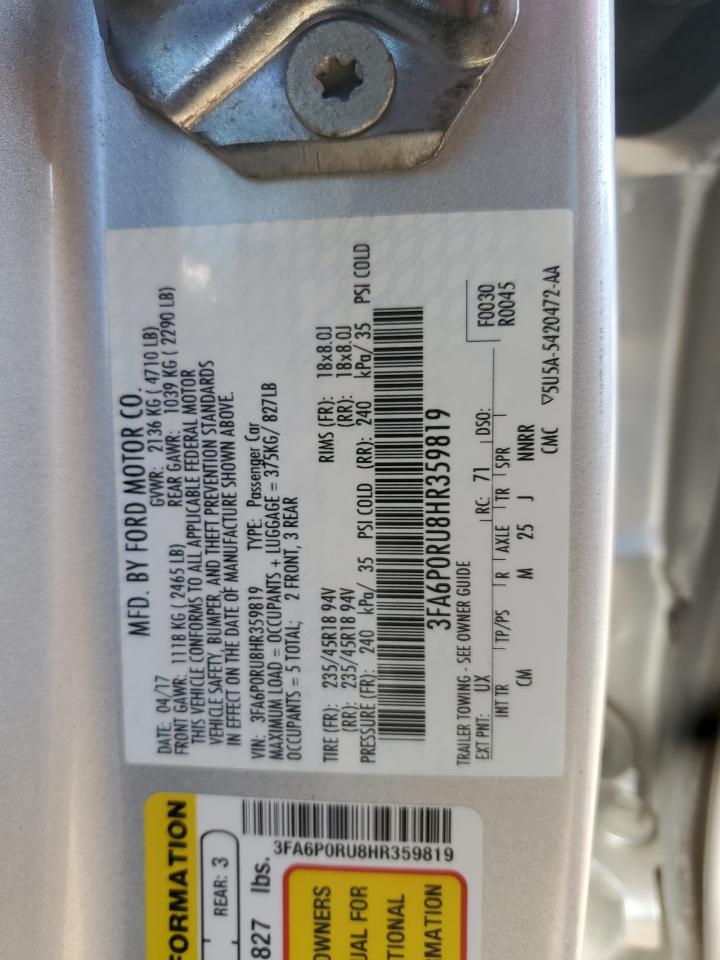 MFD. BY FORD MOTOR CO.
DATE: 04/17 GVWR: 2136 KG ( 4710 LB)
FRONT GAWR: 1118 KG ( 2465 LB) REAR GAWR: 1039 KG ( 2290 LB)
THIS VEHICLE CONFORMS TO ALL APPLICABLE FEDERAL MOTOR
VEHICLE SAFETY, BUMPER, AND THEFT PREVENTION STANDARDS
IN EFFECT ON THE DATE OF MANUFACTURE SHOWN ABOVE.
VIN: 3FA6P0RU8HR359819 TYPE: Passenger Car
MAXIMUM LOAD = OCCUPANTS + LUGGAGE = 375KG/ 827LB
OCCUPANTS = 5 TOTAL; 2 FRONT, 3 REAR
TIRE (FR): 235/45R18 94V RIMS (FR): 18x8.0J
(RR): 235/45R18 94V (RR): 18x8.0J
PRESSURE (FR): 240 kPa/ 35 PSI COLD (RR): 240 kPa/ 35 PSI COLD
3FA6P0RU8HR359819
TRAILER TOWING - SEE OWNER GUIDE
EXT PNT: UX RC: 71 DSO: F0030
INT TR TP/PS R AXLE TR SPR R0045
CM M 25 J NNRR
CMC ▽5U5A-5420472-AA
FORMATION
REAR: 3
827 lbs.
3FA6P0RU8HR359819
OWNERS
UAL FOR
TIONAL
MATION